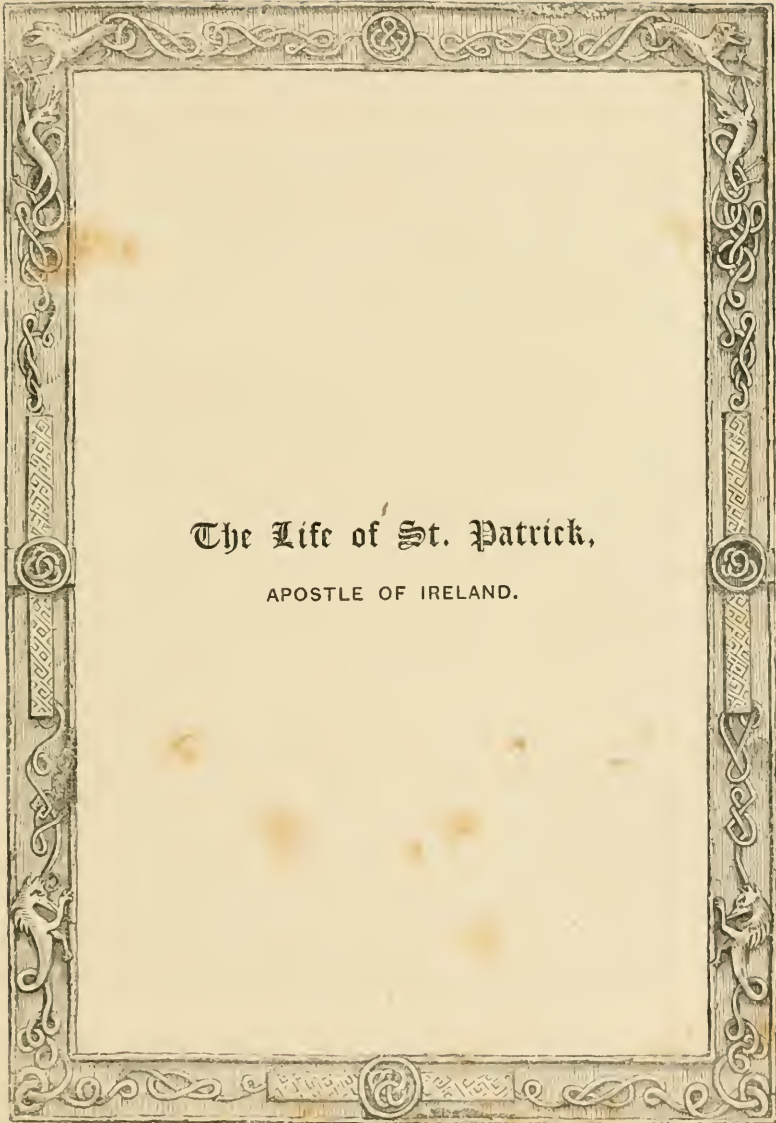 The Life of St. Patrick,
APOSTLE OF IRELAND.